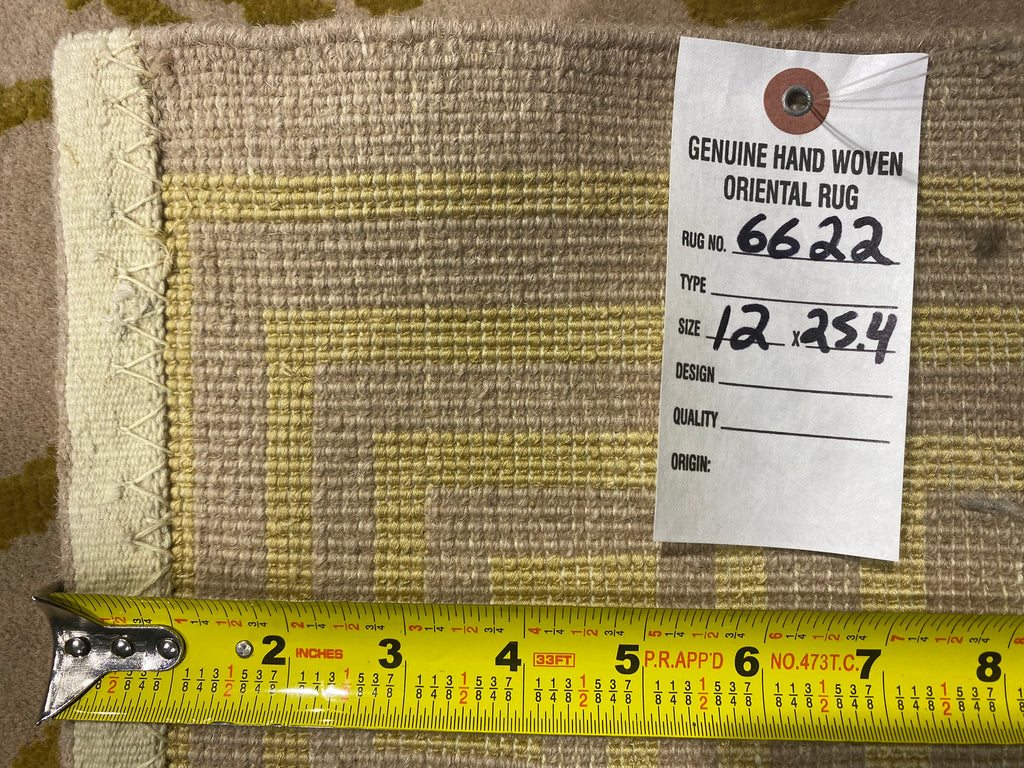 GENUINE HAND WOVEN
ORIENTAL RUG
RUG NO. 6622
TYPE
SIZE 12 x 25.4
DESIGN
QUALITY
ORIGIN:
2 INCHES 3 4 33FT 5 P.R.APP'D 6 NO.473T.C. 7 8